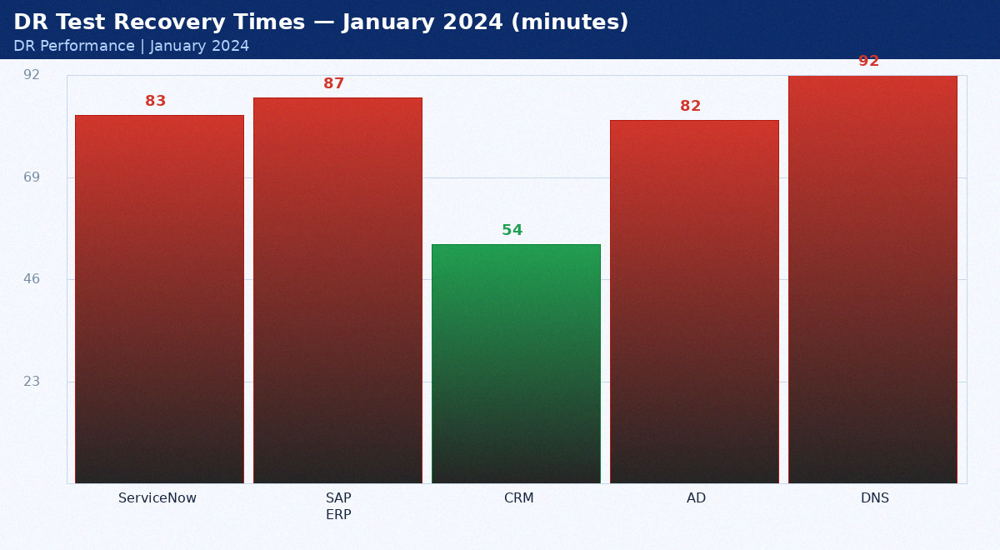 DR Test Recovery Times — January 2024 (minutes)
DR Performance | January 2024
92
69
46
23
83
87
54
82
92
ServiceNow
SAP
ERP
CRM
AD
DNS